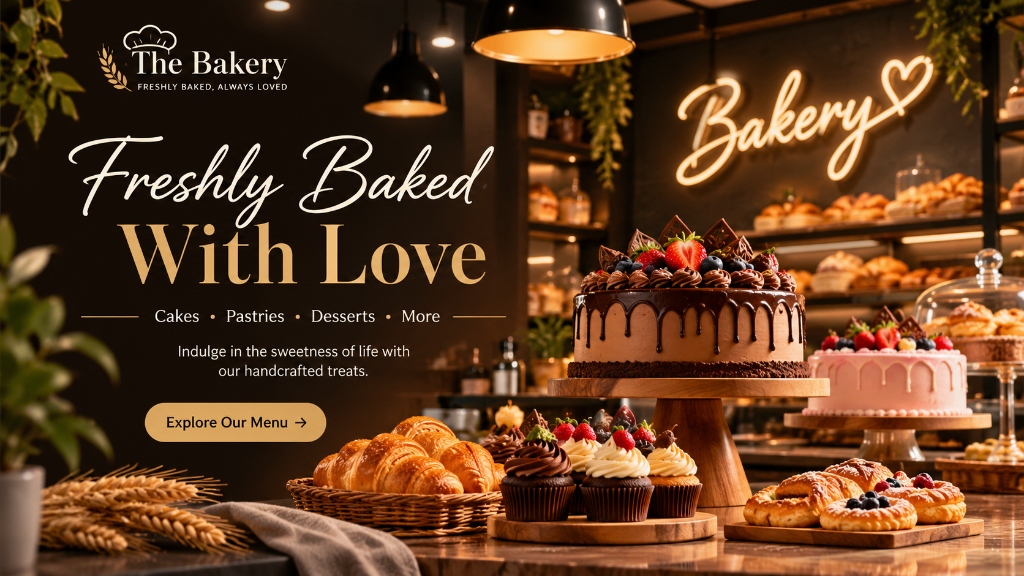 The Bakery
FRESHLY BAKED, ALWAYS LOVED
Freshly Baked
With Love
Cakes • Pastries • Desserts • More
Indulge in the sweetness of life with
our handcrafted treats.
Explore Our Menu →
Bakery